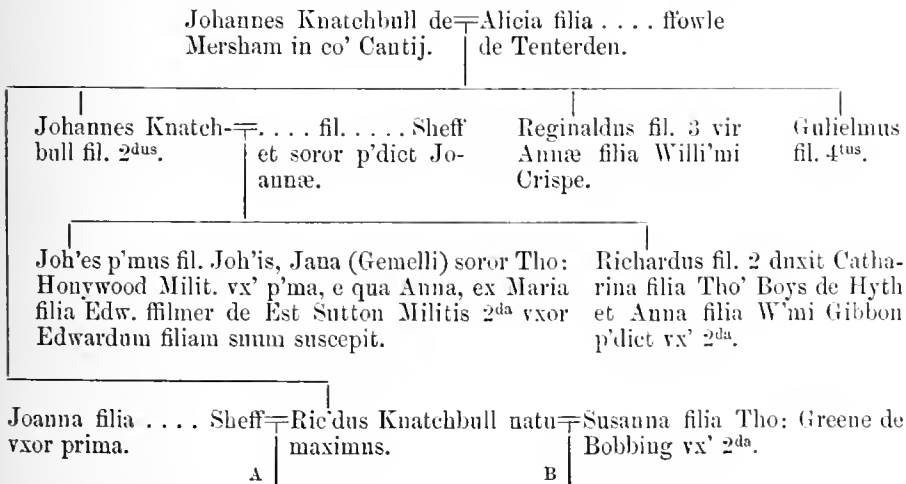 Johannes Knatchbull de
Mersham in co' Cantij.
Alicia filia . . . . ffowle
de Tenterden.
Johannes Knatch-
bull fil. 2dus.
. . . . fil. . . . . Sheff
et soror p'dict Jo-
annæ.
Reginaldus fil. 3 vir
Annæ filia Willi'mi
Crispe.
Gulielmus
fil. 4tus.
Joh'es p'mus fil. Joh'is, Jana (Gemelli) soror Tho:
Honywood Milit. vx' p'ma, e qua Anna, ex Maria
filia Edw. ffilmer de Est Sutton Militis 2da vxor
Edwardum filiam suum suscepit.
Richardus fil. 2 duxit Catha-
rina filia Tho' Boys de Hyth
et Anna filia W'mi Gibbon
p'dict vx' 2da.
Joanna filia . . . . Sheff
vxor prima.
Ric'dus Knatchbull natu
maximus.
Susanna filia Tho: Greene de
Bobbing vx' 2da.
A
B